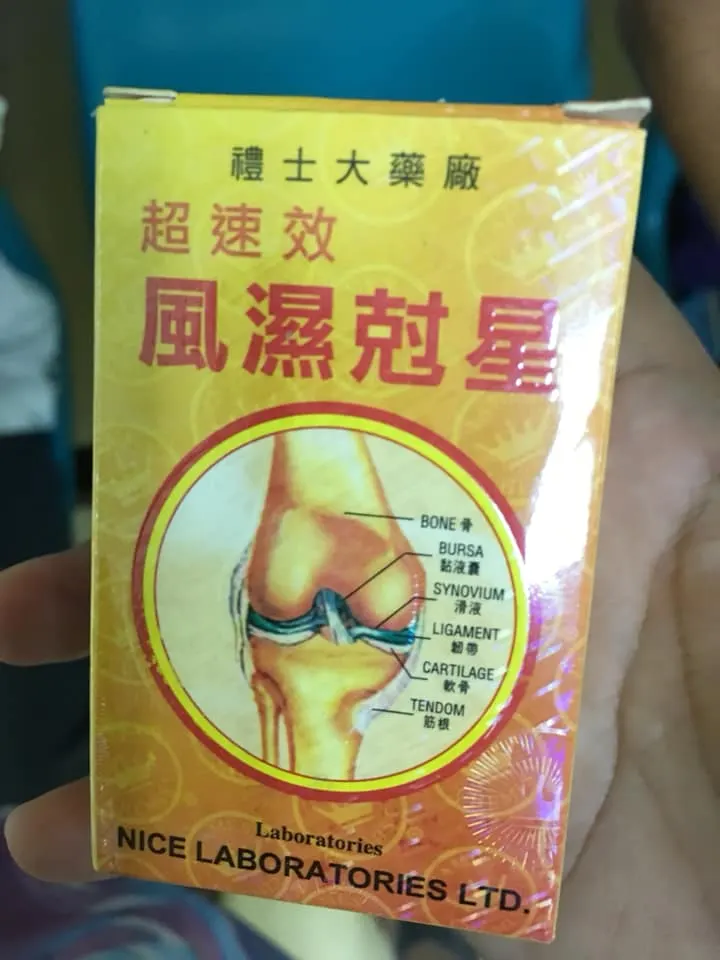 禮士大藥廠
超速效
風濕尅星
BONE 骨
BURSA
黏液囊
SYNOVIUM
滑液
LIGAMENT
韌帶
CARTILAGE
軟骨
TENDOM
筋根
Laboratories
NICE LABORATORIES LTD.